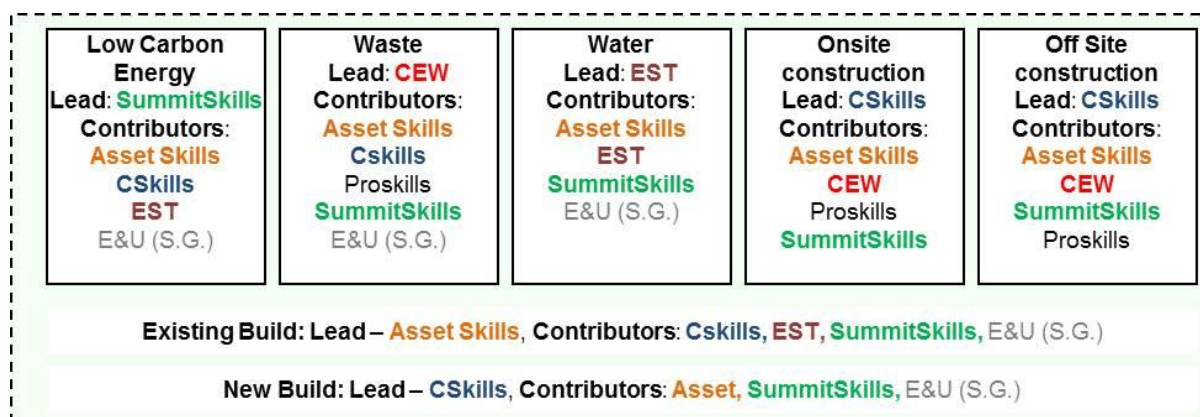 Low Carbon
Energy
Lead: SummitSkills
Contributors:
Asset Skills
CSkills
EST
E&U (S.G.)
Waste
Lead: CEW
Contributors:
Asset Skills
Cskills
Proskills
SummitSkills
E&U (S.G.)
Water
Lead: EST
Contributors:
Asset Skills
EST
SummitSkills
E&U (S.G.)
Onsite
construction
Lead: CSkills
Contributors:
Asset Skills
CEW
Proskills
SummitSkills
Off Site
construction
Lead: CSkills
Contributors:
Asset Skills
CEW
SummitSkills
Proskills
Existing Build: Lead – Asset Skills, Contributors: Cskills, EST, SummitSkills, E&U (S.G.)
New Build: Lead – CSkills, Contributors: Asset, SummitSkills, E&U (S.G.)